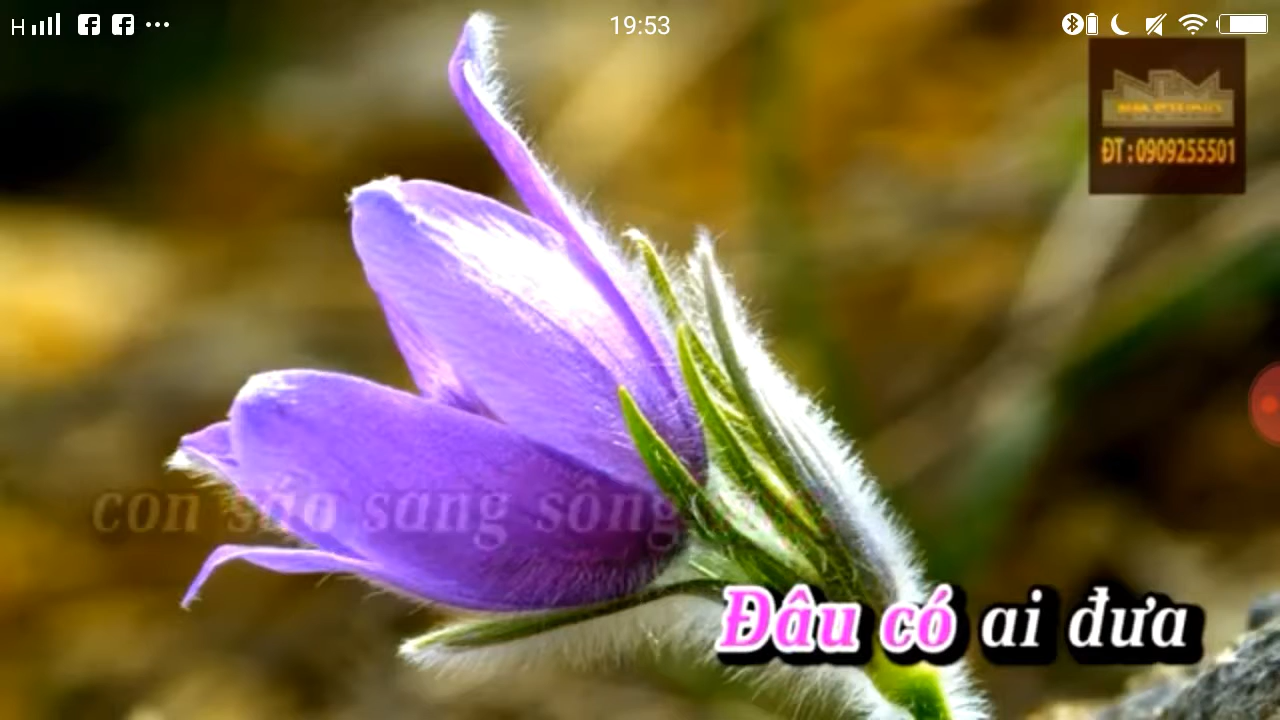 H 19:53
ĐT : 0909255501
con sáo sang sông
Đâu có ai đưa